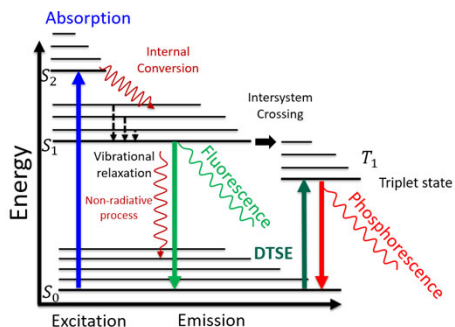 Absorption
Internal
Conversion
S2
Intersystem
Crossing
S1
T1
Vibrational
relaxation
Triplet state
Non-radiative
process
Fluorescence
Energy
DTSE
Phosphorescence
S0
Excitation
Emission